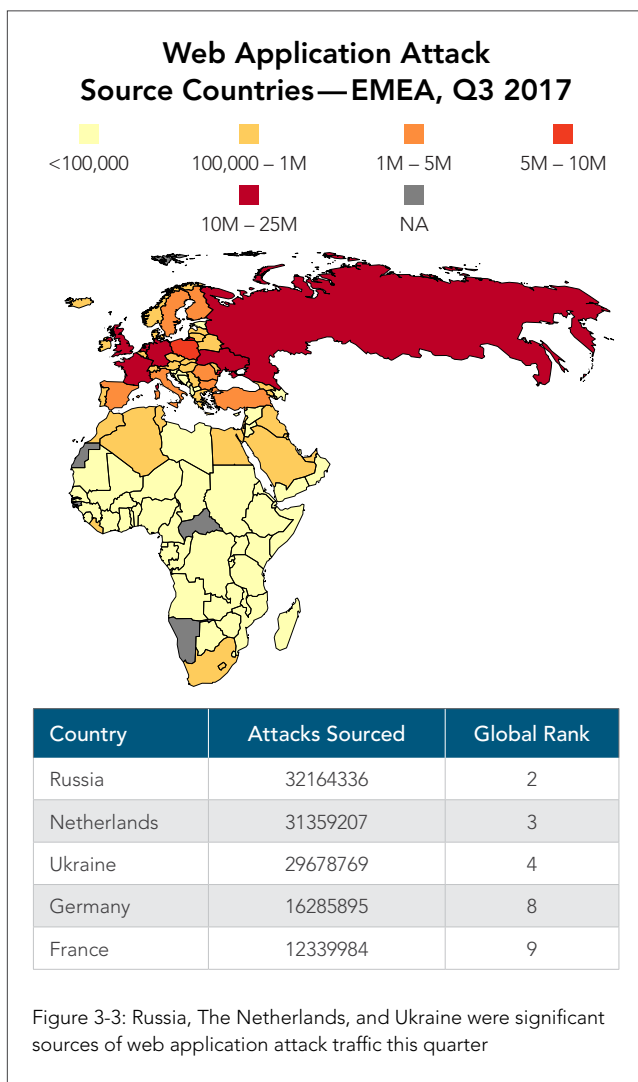 Web Application Attack
Source Countries—EMEA, Q3 2017
<100,000 100,000 – 1M 1M – 5M 5M – 10M
10M – 25M NA
Country Attacks Sourced Global Rank
Russia 32164336 2
Netherlands 31359207 3
Ukraine 29678769 4
Germany 16285895 8
France 12339984 9
Figure 3-3: Russia, The Netherlands, and Ukraine were significant
sources of web application attack traffic this quarter